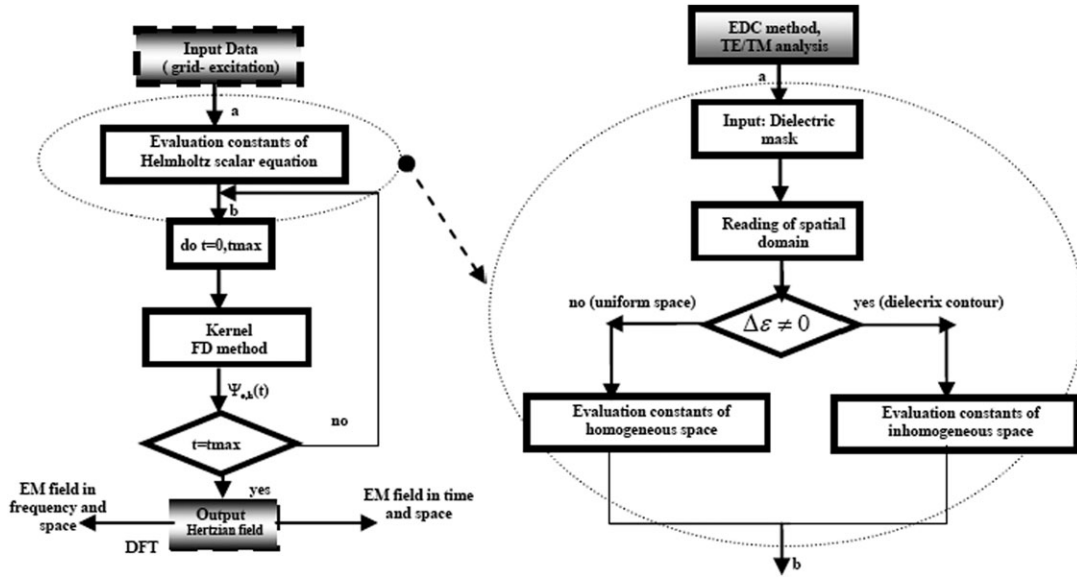 Input Data
( grid- excitation)
a
Evaluation constants of
Helmholtz scalar equation
b
do t=0,tmax
Kernel
FD method
Ψe,h(t)
t=tmax
no
yes
EM field in
frequency and
space
Output
Hertzian field
EM field in time
and space
DFT
EDC method,
TE/TM analysis
a
Input: Dielectric
mask
Reading of spatial
domain
no (uniform space)
yes (dielecrix contour)
Δε ≠ 0
Evaluation constants of
homogeneous space
Evaluation constants of
inhomogeneous space
b